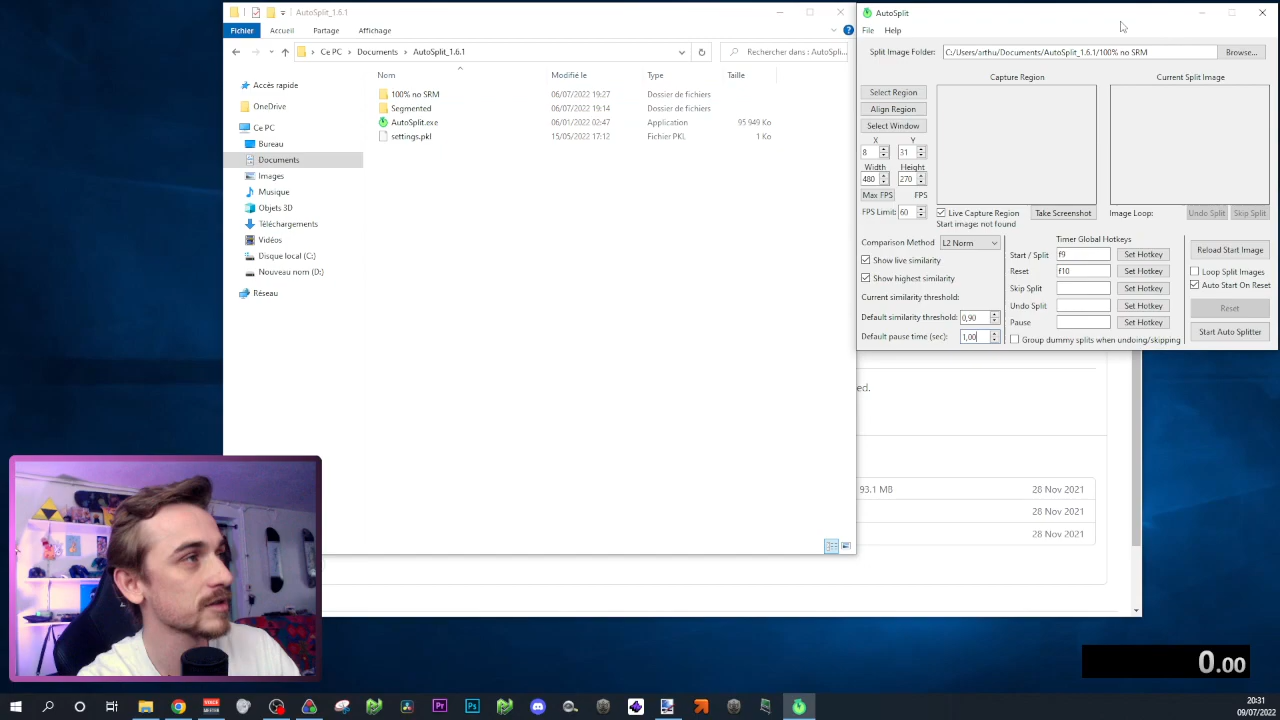 AutoSplit_1.6.1
Fichier Accueil Partage Affichage
Ce PC > Documents > AutoSplit_1.6.1
Rechercher dans : AutoSpli...
Nom Modifié le Type Taille
Accès rapide
OneDrive
Ce PC
Bureau
Documents
Images
Musique
Objets 3D
Téléchargements
Vidéos
Disque local (C:)
Nouveau nom (D:)
Réseau
100% no SRM 06/07/2022 19:27 Dossier de fichiers
Segmented 06/07/2022 19:14 Dossier de fichiers
AutoSplit.exe 06/01/2022 02:47 Application 95 949 Ko
settings.pkl 15/05/2022 17:12 Fichier PKL 1 Ko
AutoSplit
File Help
Split Image Folder: C:/Users/arthu/Documents/AutoSplit_1.6.1/100% no SRM Browse...
Capture Region Current Split Image
Select Region
Align Region
Select Window
X Y
8 31
Width Height
480 270
Max FPS FPS
FPS Limit: 60 Live Capture Region Take Screenshot Image Loop: Undo Split Skip Split
Start image: not found
Comparison Method L2 Norm
Show live similarity
Show highest similarity
Current similarity threshold:
Default similarity threshold: 0,90
Default pause time (sec): 1,00
Timer Global Hotkeys
Start / Split f9 Set Hotkey
Reset f10 Set Hotkey
Skip Split Set Hotkey
Undo Split Set Hotkey
Pause Set Hotkey
Group dummy splits when undoing/skipping
Reload Start Image
Loop Split Images
Auto Start On Reset
Reset
Start Auto Splitter
ed.
93.1 MB 28 Nov 2021
28 Nov 2021
28 Nov 2021
0.00
Pr
Ps
20:31
09/07/2022